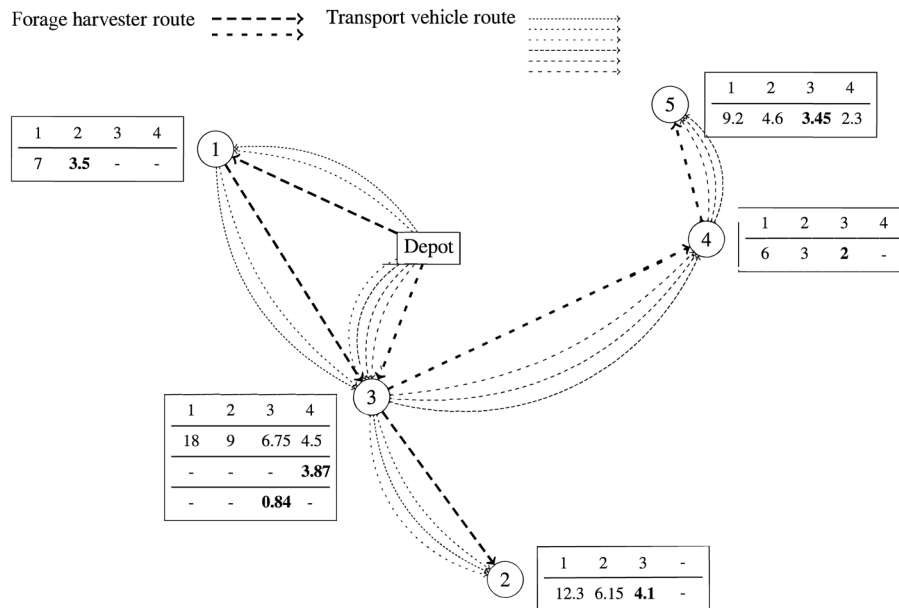 Forage harvester route
Transport vehicle route
5
1 2 3 4
9.2 4.6 3.45 2.3
1 2 3 4
7 3.5 - -
1
4
1 2 3 4
6 3 2 -
Depot
3
1 2 3 4
18 9 6.75 4.5
- - - 3.87
- - 0.84 -
2
1 2 3 -
12.3 6.15 4.1 -